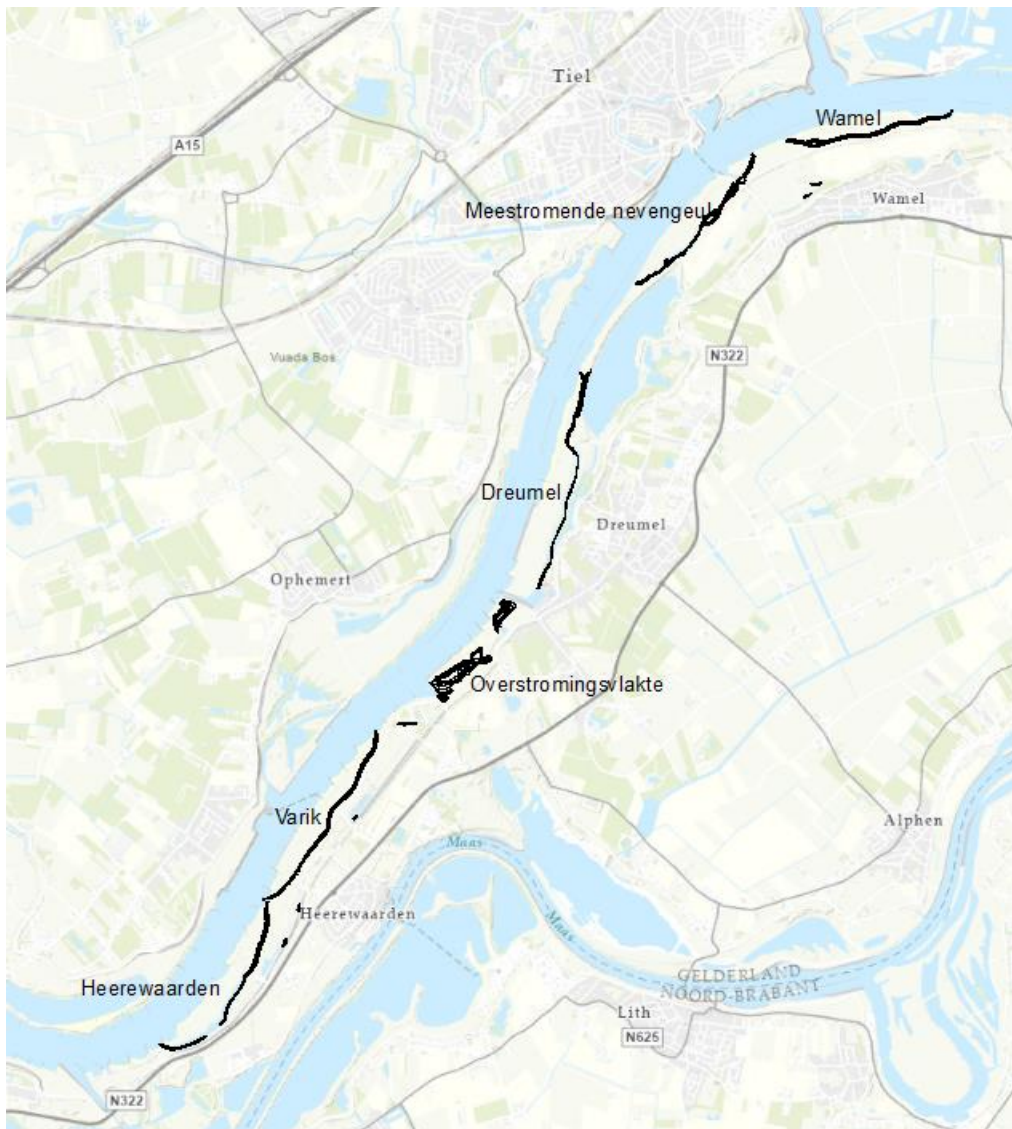 Tiel
Wamel
A15
Wamel
Meestromende nevengeul
Vuada Bos
N322
Dreumel
Dreumel
Ophemert
Overstromingsvlakte
Varik
Alphen
Maas
Heerewaarden
Maas
GELDERLAND
NOORD-BRABANT
Heerewaarden
Lith
N625
N322